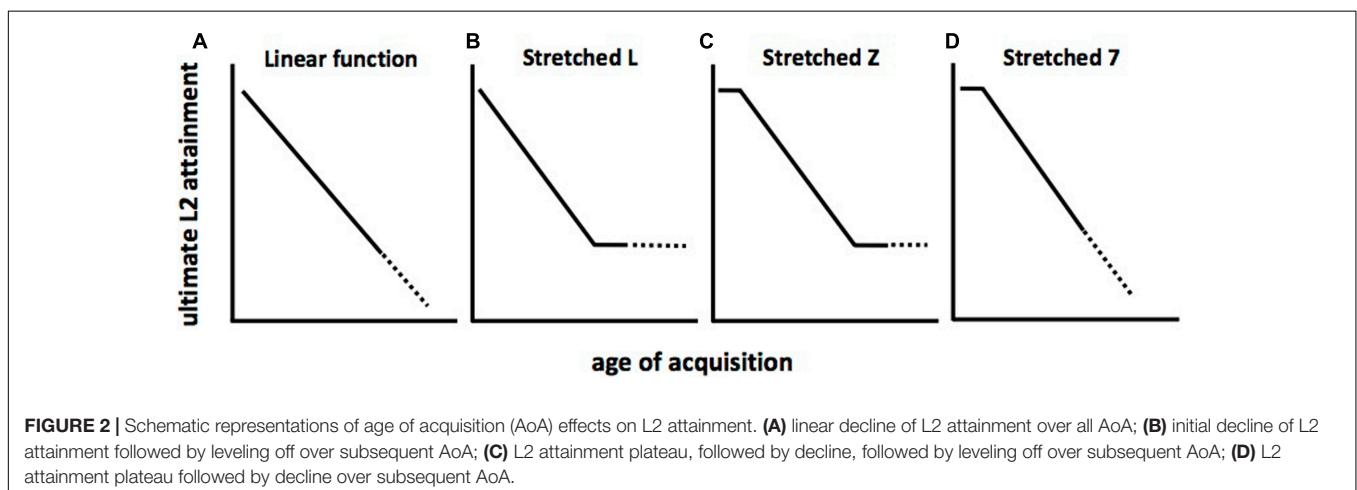 A
Linear function
B
Stretched L
C
Stretched Z
D
Stretched 7
ultimate L2 attainment
age of acquisition
FIGURE 2 | Schematic representations of age of acquisition (AoA) effects on L2 attainment. (A) linear decline of L2 attainment over all AoA; (B) initial decline of L2
attainment followed by leveling off over subsequent AoA; (C) L2 attainment plateau, followed by decline, followed by leveling off over subsequent AoA; (D) L2
attainment plateau followed by decline over subsequent AoA.